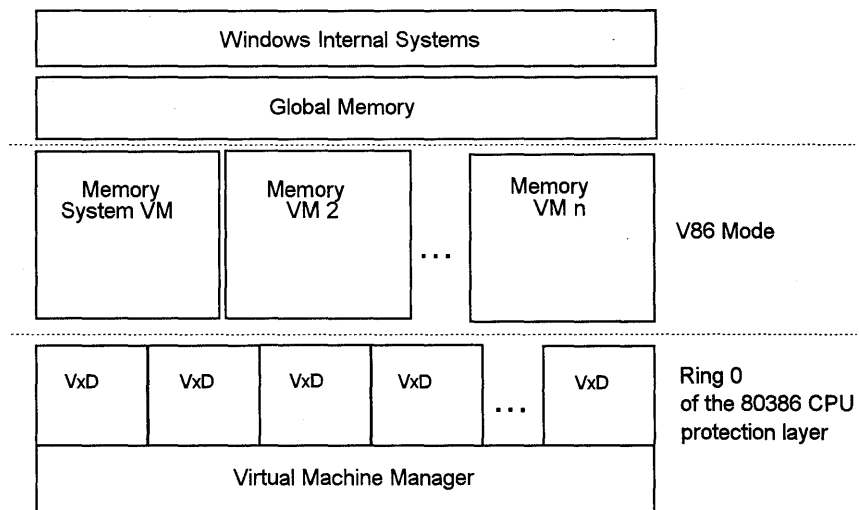 Windows Internal Systems
Global Memory
Memory
System VM
Memory
VM 2
...
Memory
VM n
V86 Mode
VxD
VxD
VxD
VxD
...
VxD
Ring 0
of the 80386 CPU
protection layer
Virtual Machine Manager